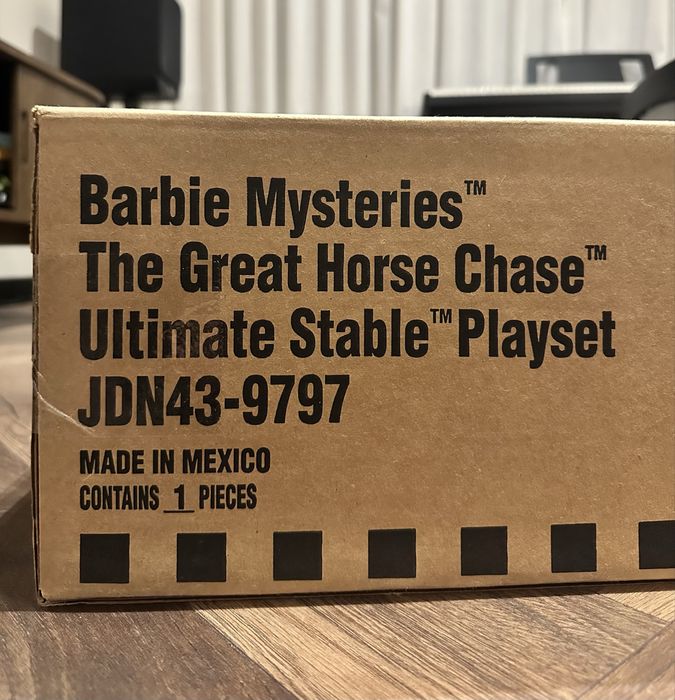 Barbie Mysteries™
The Great Horse Chase™
Ultimate Stable™ Playset
JDN43-9797
MADE IN MEXICO
CONTAINS 1 PIECES